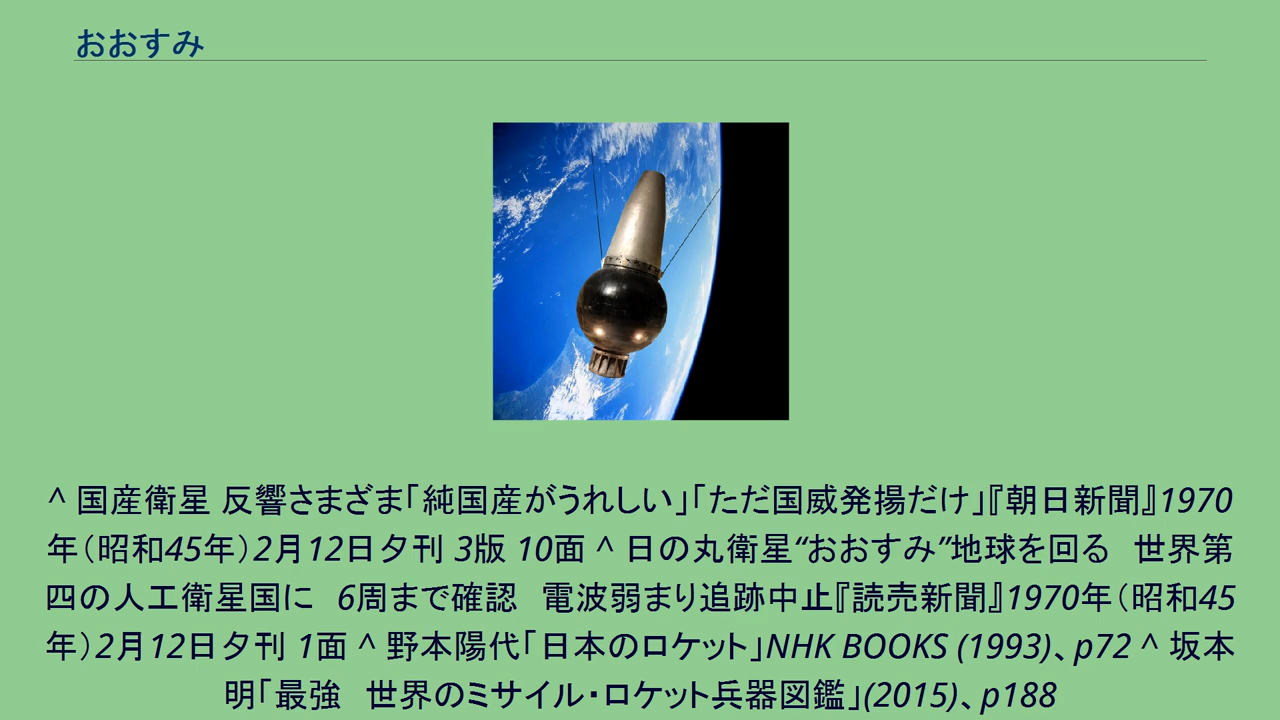 おおすみ
^ 国産衛星 反響さまざま「純国産がうれしい」「ただ国威発揚だけ」『朝日新聞』1970
年（昭和45年）2月12日夕刊 3版 10面 ^ 日の丸衛星“おおすみ”地球を回る　世界第
四の人工衛星国に　6周まで確認　電波弱まり追跡中止『読売新聞』1970年（昭和45
年）2月12日夕刊 1面 ^ 野本陽代「日本のロケット」NHK BOOKS (1993)、p72 ^ 坂本
明「最強　世界のミサイル・ロケット兵器図鑑」(2015)、p188